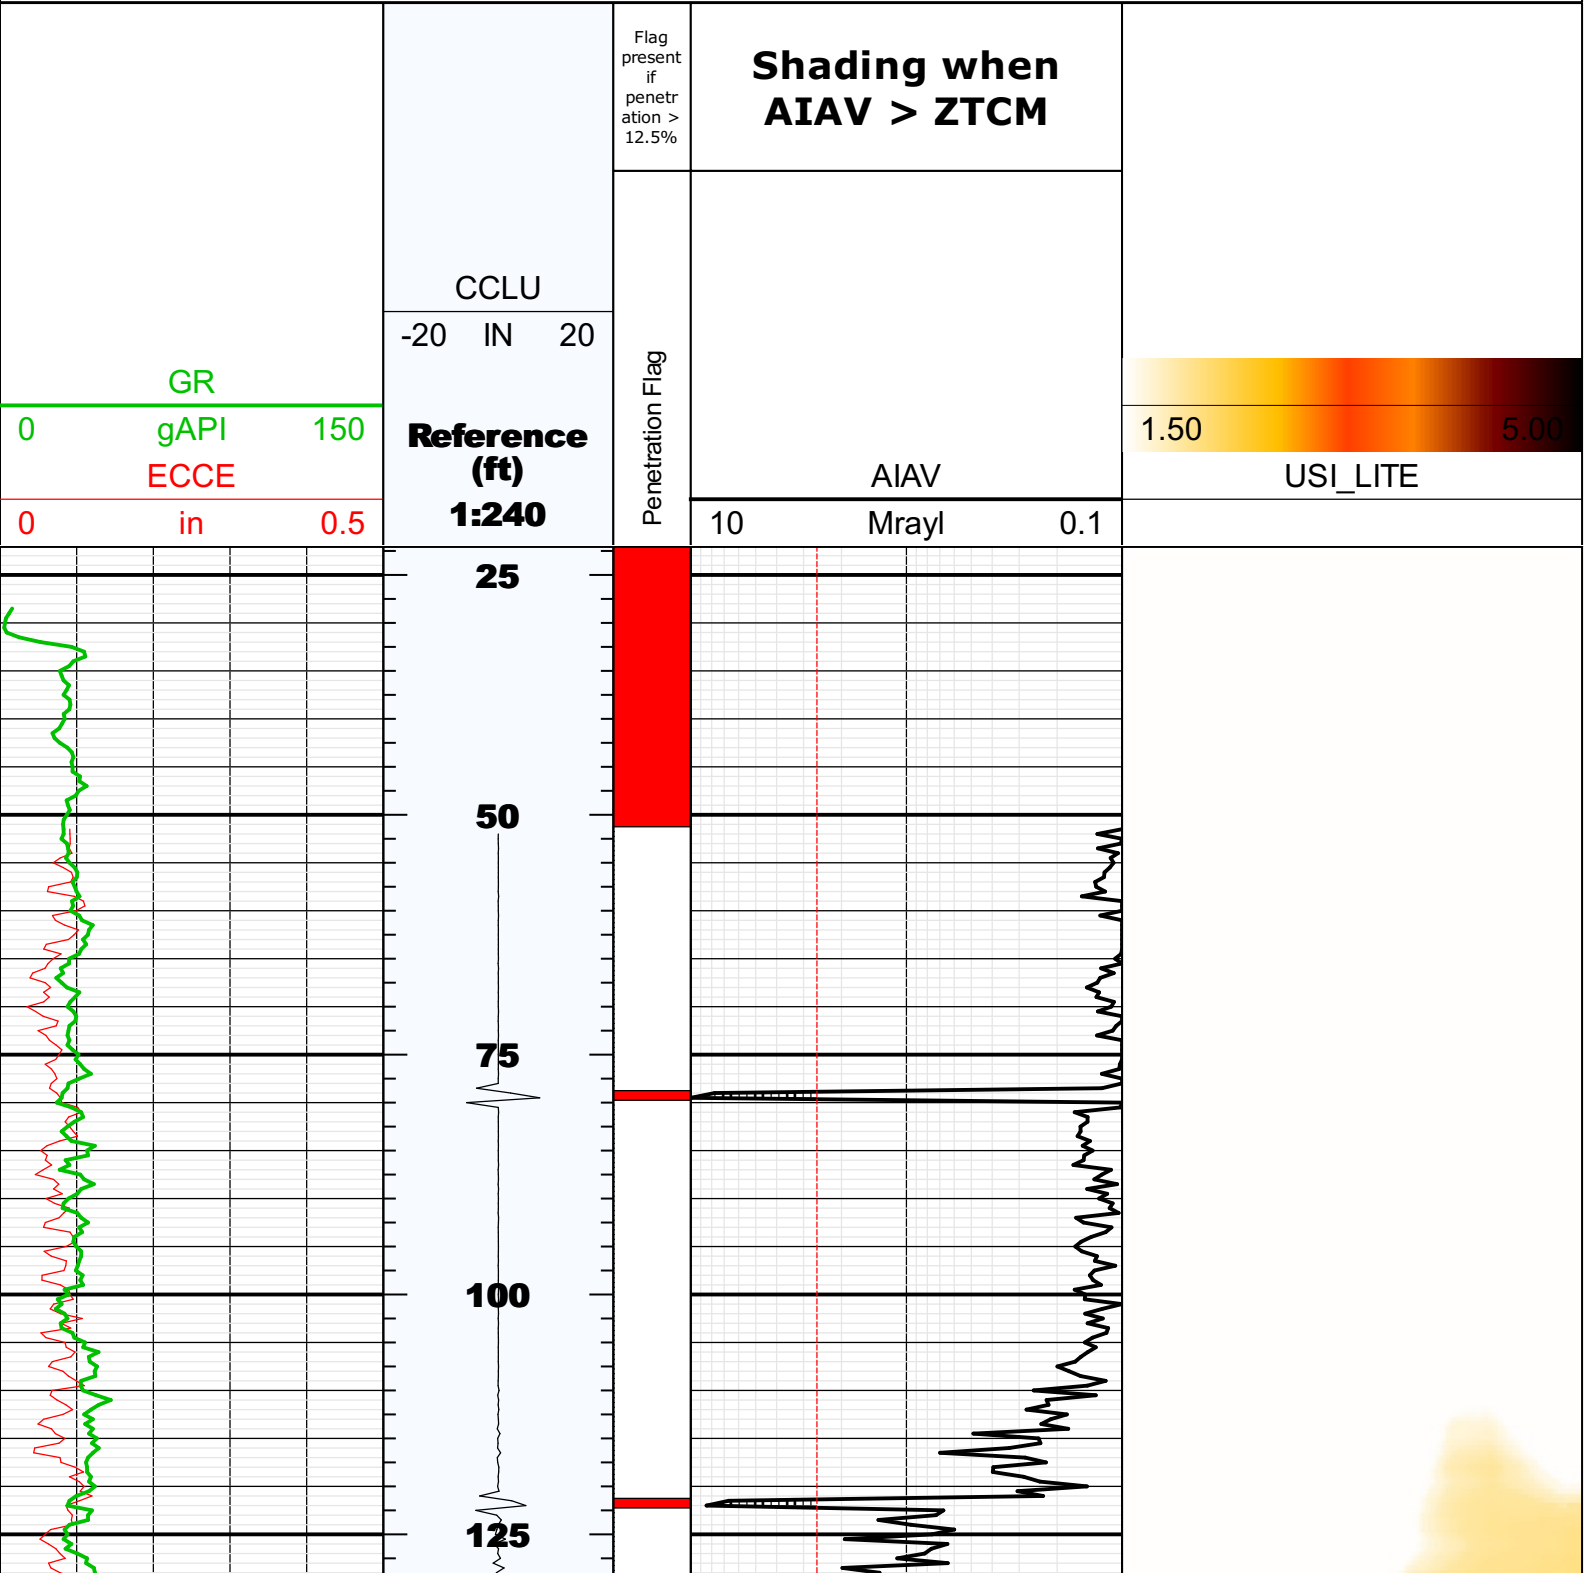 Flag
present
if
penetr
ation >
12.5%
Shading when
AIAV > ZTCM
CCLU
-20 IN 20
GR
0 gAPI 150
ECCE
0 in 0.5
Reference
(ft)
1:240
Penetration Flag
AIAV
10 Mrayl 0.1
1.50 5.00
USI_LITE
25
50
75
100
125